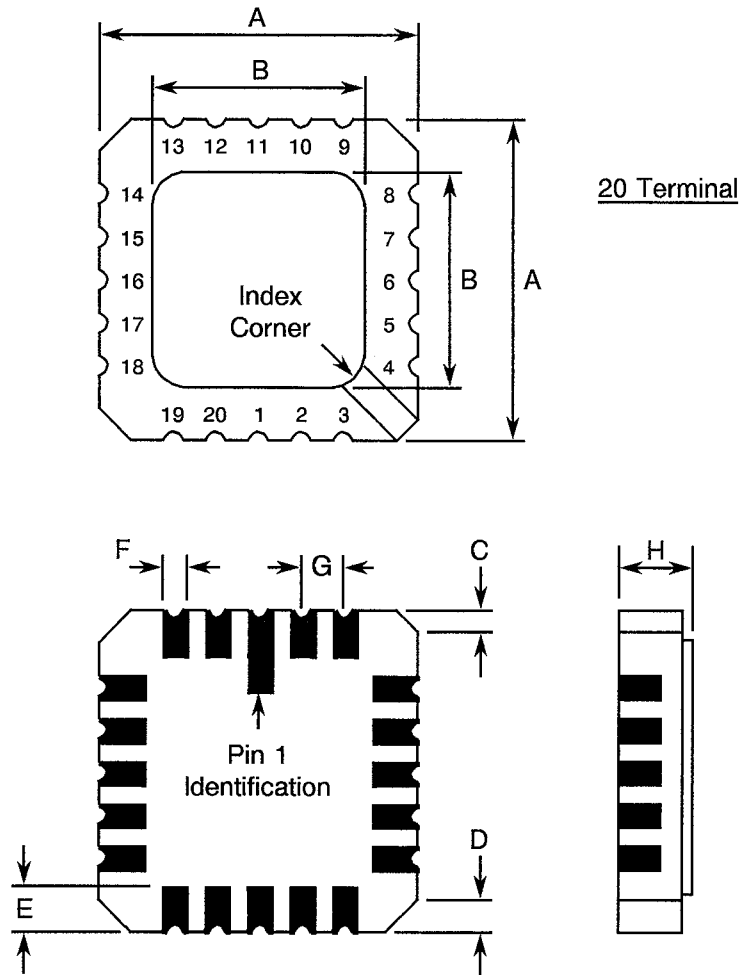 A
B
13 12 11 10 9
14
15
16
17
18
8
7
6
5
4
19 20 1 2 3
Index
Corner
B
A
20 Terminal
F
G
C
H
Pin 1
Identification
D
E